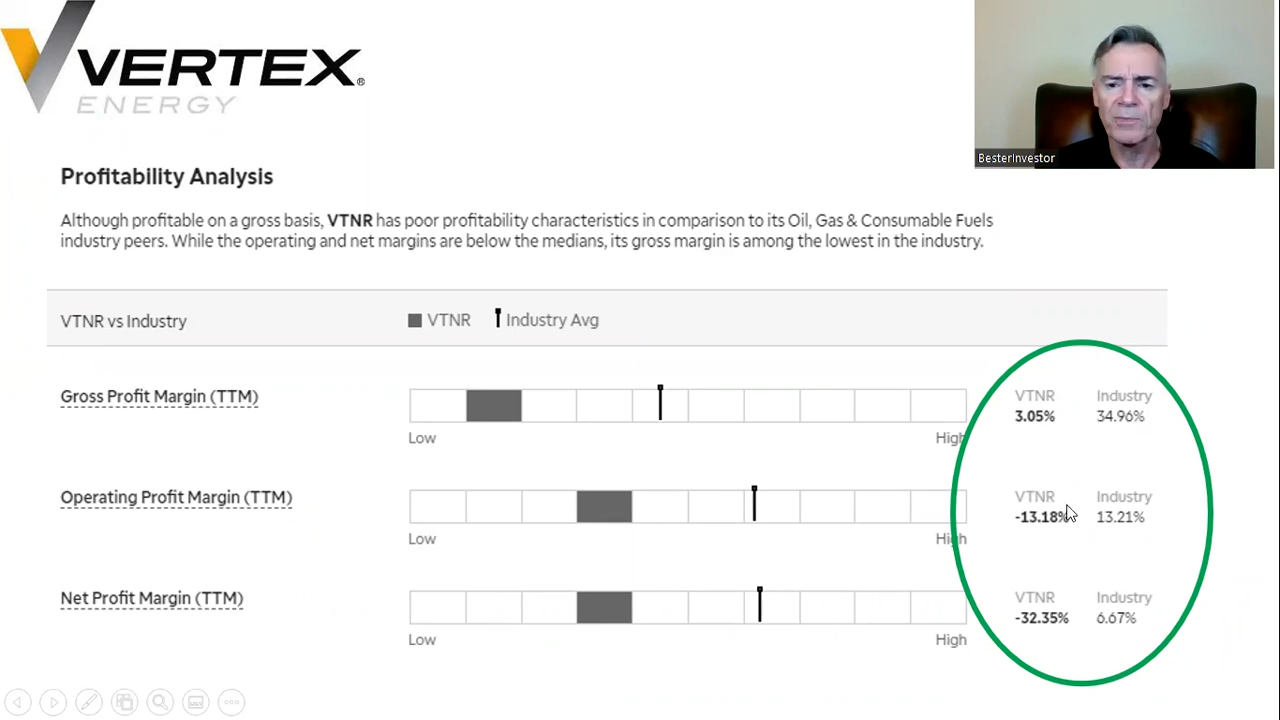 VERTEX®
ENERGY
BesterInvestor
Profitability Analysis
Although profitable on a gross basis, VTNR has poor profitability characteristics in comparison to its Oil, Gas & Consumable Fuels
industry peers. While the operating and net margins are below the medians, its gross margin is among the lowest in the industry.
VTNR vs Industry
VTNR
Industry Avg
Gross Profit Margin (TTM)
Low
High
VTNR Industry
3.05% 34.96%
Operating Profit Margin (TTM)
Low
High
VTNR Industry
-13.18% 13.21%
Net Profit Margin (TTM)
Low
High
VTNR Industry
-32.35% 6.67%